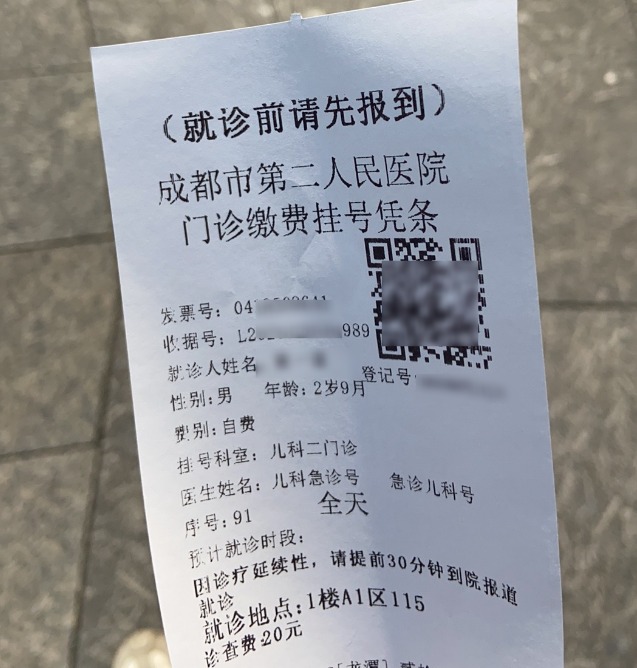 （就诊前请先报到）
成都市第二人民医院
门诊缴费挂号凭条
发票号：04
收据号：L2 989
就诊人姓名
登记号
性别：男 年龄：2岁9月
费别：自费
挂号科室：儿科二门诊
医生姓名：儿科急诊号 急诊儿科号
序号：91 全天
预计就诊时段：
因诊疗延续性，请提前30分钟到院报道
就诊
就诊地点：1楼A1区115
诊查费20元